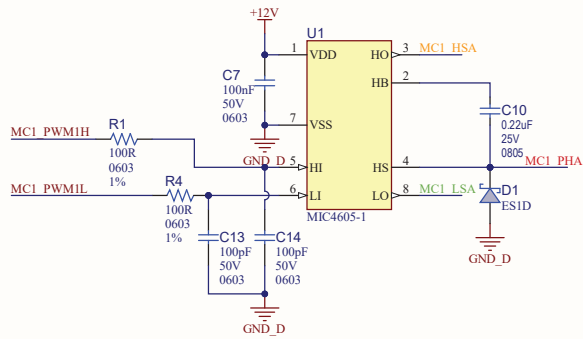 +12V
U1
1
VDD
HO
3
MC1_HSA
HB
2
C7
100nF
50V
0603
C10
0.22uF
25V
0805
7
VSS
MC1_PWM1H
R1
100R
0603
1%
GND_D
5
HI
HS
4
MC1_PHA
MC1_PWM1L
R4
100R
0603
1%
6
LI
LO
8
MC1_LSA
MIC4605-1
D1
ES1D
C13
100pF
50V
0603
C14
100pF
50V
0603
GND_D
GND_D